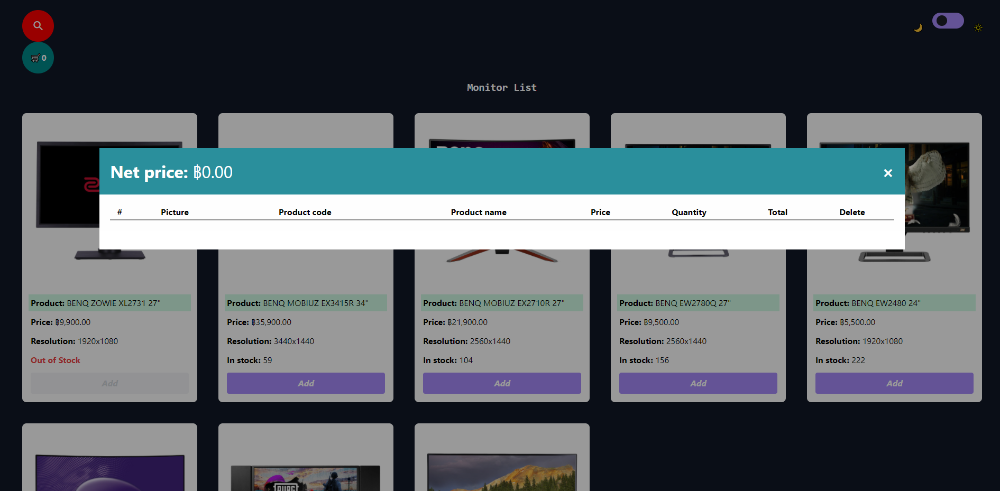 0
Monitor List
Net price: ฿0.00 ×
# Picture Product code Product name Price Quantity Total Delete
Product: BENQ ZOWIE XL2731 27"
Price: ฿9,900.00
Resolution: 1920x1080
Out of Stock
Add
Product: BENQ MOBIUZ EX3415R 34"
Price: ฿35,900.00
Resolution: 3440x1440
In stock: 59
Add
Product: BENQ MOBIUZ EX2710R 27"
Price: ฿21,900.00
Resolution: 2560x1440
In stock: 104
Add
Product: BENQ EW2780Q 27"
Price: ฿9,500.00
Resolution: 2560x1440
In stock: 156
Add
Product: BENQ EW2480 24"
Price: ฿5,500.00
Resolution: 1920x1080
In stock: 222
Add
PUBG